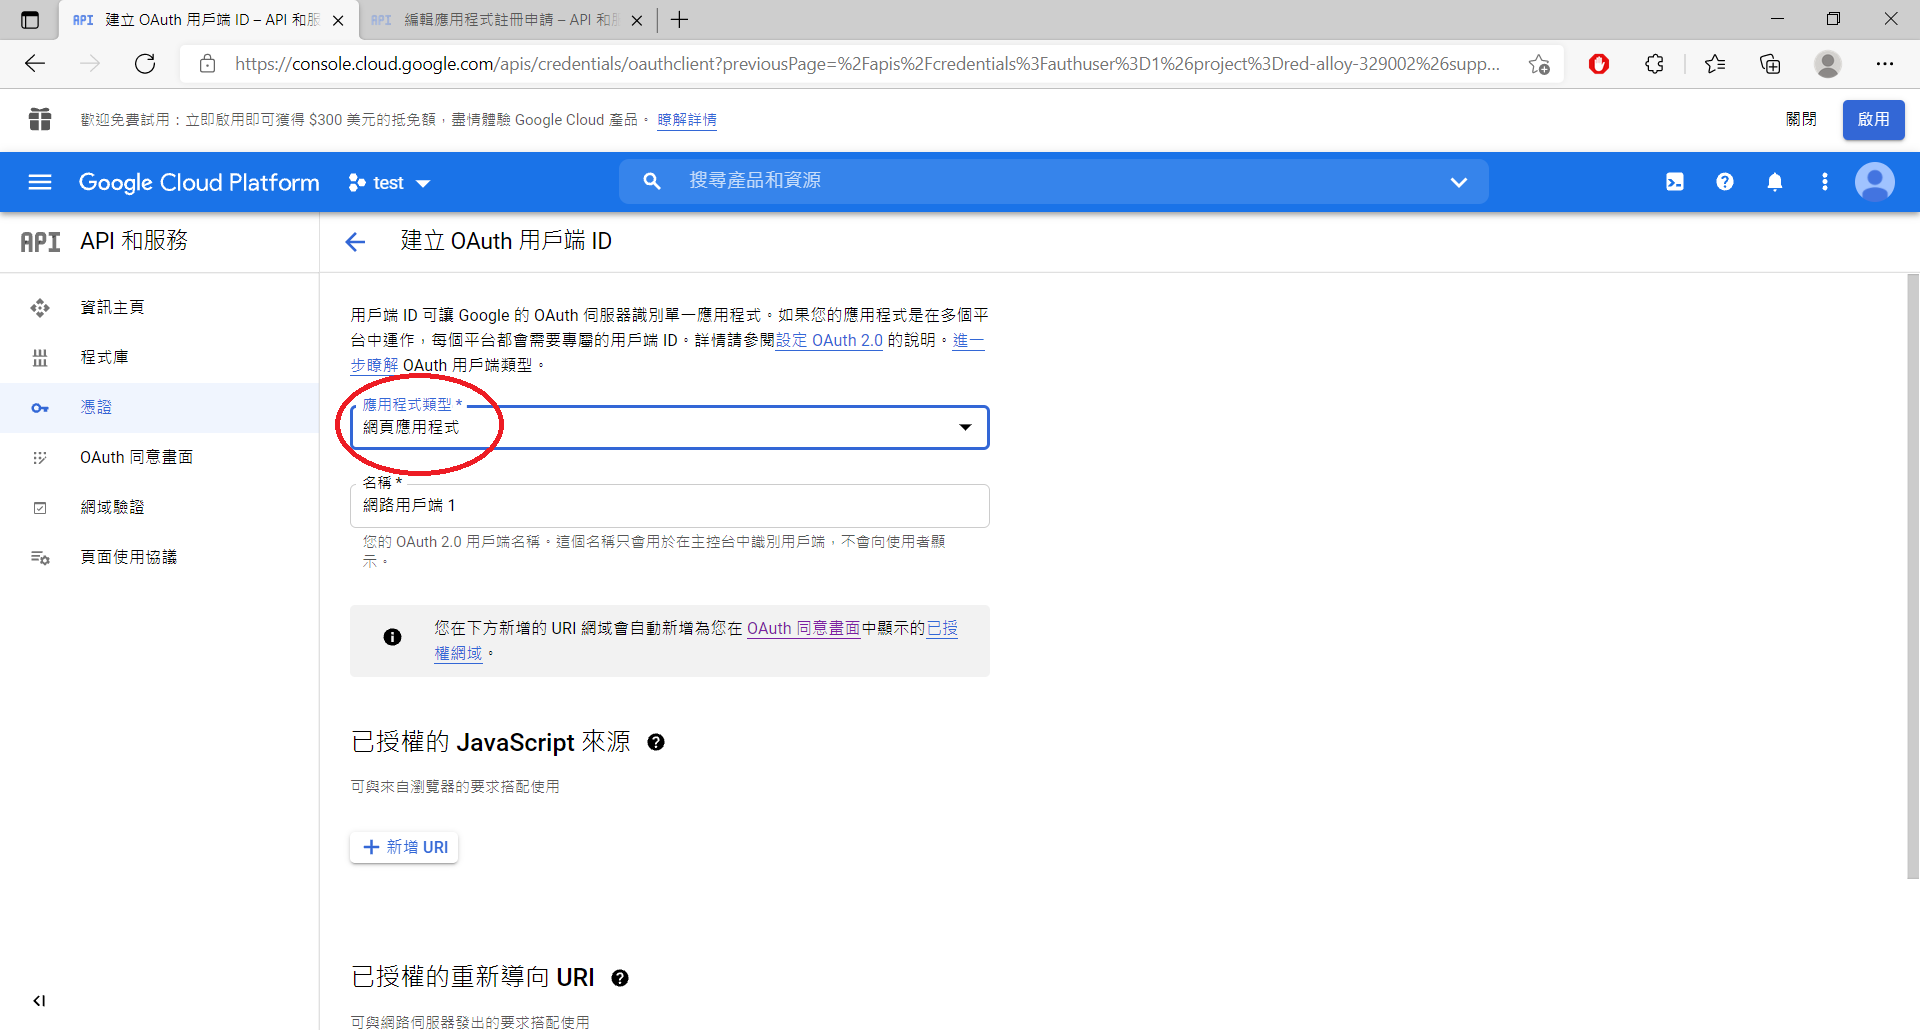 API 建立 OAuth 用戶端 ID – API 和服
API 編輯應用程式註冊申請 – API 和
https://console.cloud.google.com/apis/credentials/oauthclient?previousPage=%2Fapis%2Fcredentials%3Fauthuser%3D1%26project%3Dred-alloy-329002%26supp...
歡迎免費試用：立即啟用即可獲得 $300 美元的抵免額，盡情體驗 Google Cloud 產品。 瞭解詳情
關閉
啟用
Google Cloud Platform
test
搜尋產品和資源
API API 和服務
建立 OAuth 用戶端 ID
資訊主頁
程式庫
憑證
OAuth 同意畫面
網域驗證
頁面使用協議
用戶端 ID 可讓 Google 的 OAuth 伺服器識別單一應用程式。如果您的應用程式是在多個平
台中運作，每個平台都會需要專屬的用戶端 ID。詳情請參閱設定 OAuth 2.0 的說明。進一
步瞭解 OAuth 用戶端類型。
應用程式類型 *
網頁應用程式
名稱 *
網路用戶端 1
您的 OAuth 2.0 用戶端名稱。這個名稱只會用於在主控台中識別用戶端，不會向使用者顯
示。
您在下方新增的 URI 網域會自動新增為您在 OAuth 同意畫面中顯示的已
授權網域。
已授權的 JavaScript 來源
可與來自瀏覽器的要求搭配使用
新增 URI
已授權的重新導向 URI
可與網路伺服器發出的要求搭配使用